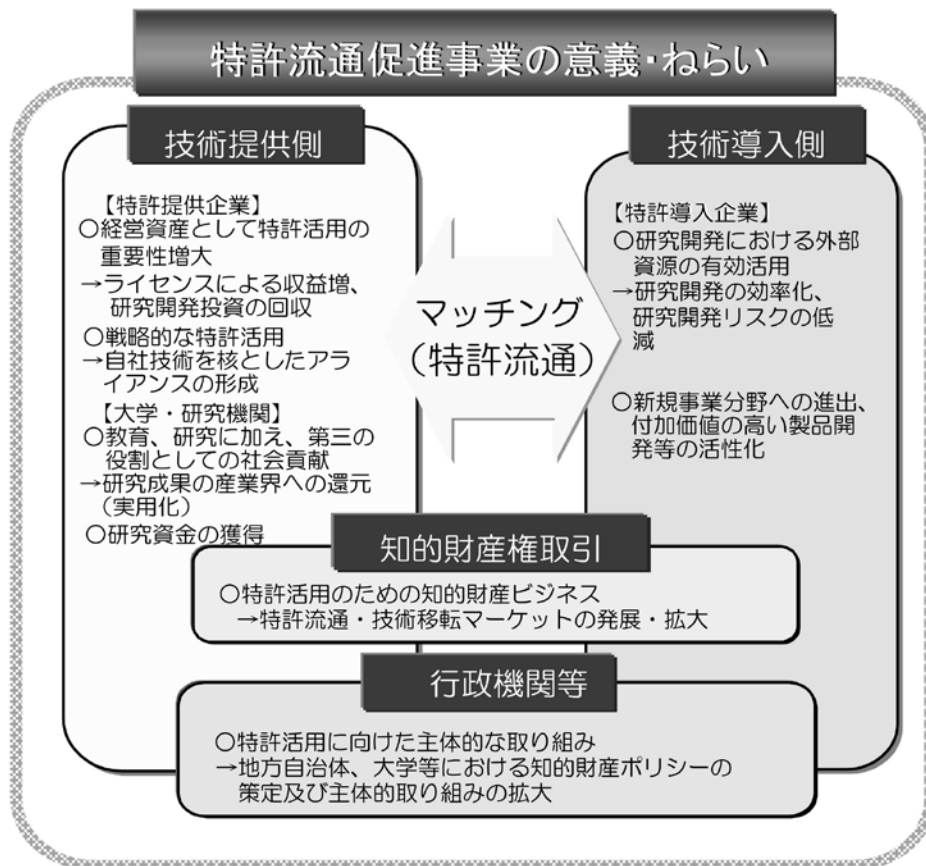 特許流通促進事業の意義・ねらい
技術提供側
【特許提供企業】
○経営資産として特許活用の
重要性増大
→ライセンスによる収益増、
研究開発投資の回収
○戦略的な特許活用
→自社技術を核としたアラ
イアンスの形成
【大学・研究機関】
○教育、研究に加え、第三の
役割としての社会貢献
→研究成果の産業界への還元
(実用化)
○研究資金の獲得
マッチング
(特許流通)
技術導入側
【特許導入企業】
○研究開発における外部
資源の有効活用
→研究開発の効率化、
研究開発リスクの低
減
○新規事業分野への進出、
付加価値の高い製品開
発等の活性化
知的財産権取引
○特許活用のための知的財産ビジネス
→特許流通・技術移転マーケットの発展・拡大
行政機関等
○特許活用に向けた主体的な取り組み
→地方自治体、大学等における知的財産ポリシーの
策定及び主体的取り組みの拡大